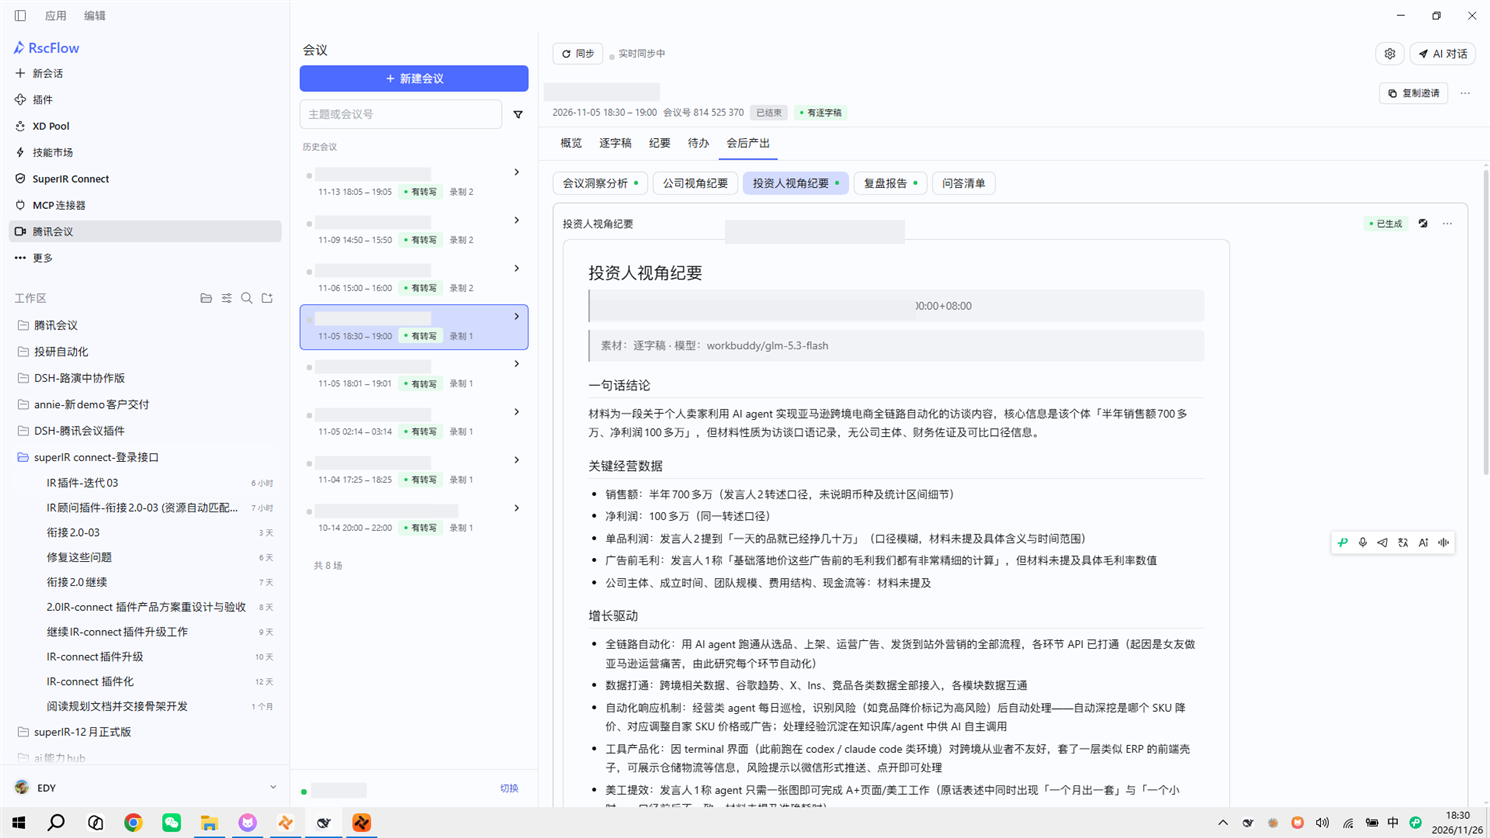 应用 编辑
RscFlow
新会话
插件
XD Pool
技能市场
SuperIR Connect
MCP 连接器
腾讯会议
更多
工作区
腾讯会议
投研自动化
DSH-路演中协作版
annie-新demo客户交付
DSH-腾讯会议插件
superIR connect-登录接口
IR插件-迭代03 6 小时
IR顾问插件-衔接2.0-03 (资源自动匹配... 7 小时
衔接2.0-03 3 天
修复这些问题 6 天
衔接2.0继续 7 天
2.0IR-connect 插件产品方案重设计与验收 8 天
继续IR-connect插件升级工作 9 天
IR-connect插件升级 10 天
IR-connect 插件化 12 天
阅读规划文档并交接骨架开发 1 个月
superIR-12月正式版
ai能力hub
EDY
会议
+ 新建会议
主题或会议号
历史会议
11-13 18:05 – 19:05 有转写 录制 2
11-09 14:50 – 15:50 有转写 录制 2
11-06 15:00 – 16:00 有转写 录制 2
11-05 18:30 – 19:00 有转写 录制 1
11-05 18:01 – 19:01 有转写 录制 1
11-05 02:14 – 03:14 有转写 录制 1
11-04 17:25 – 18:25 有转写 录制 1
10-14 20:00 – 22:00 有转写 录制 1
共 8 场
切换
同步 实时同步中
AI 对话
复制邀请
2026-11-05 18:30 – 19:00 会议号 814 525 370 已结束 有逐字稿
概览 逐字稿 纪要 待办 会后产出
会议洞察分析 公司视角纪要 投资人视角纪要 复盘报告 问答清单
投资人视角纪要 已生成
投资人视角纪要
00:00+08:00
素材：逐字稿 · 模型：workbuddy/glm-5.3-flash
一句话结论
材料为一段关于个人卖家利用 AI agent 实现亚马逊跨境电商全链路自动化的访谈内容，核心信息是该个体「半年销售额700多
万、净利润100多万」，但材料性质为访谈口语记录，无公司主体、财务佐证及可比口径信息。
关键经营数据
• 销售额：半年700多万（发言人2转述口径，未说明币种及统计区间细节）
• 净利润：100多万（同一转述口径）
• 单品利润：发言人2提到「一天的品就已经挣几十万」（口径模糊，材料未提及具体含义与时间范围）
• 广告前毛利：发言人1称「基础落地价这些广告前的毛利我们都有非常精细的计算」，但材料未提及具体毛利率数值
• 公司主体、成立时间、团队规模、费用结构、现金流等：材料未提及
增长驱动
• 全链路自动化：用 AI agent 跑通从选品、上架、运营广告、发货到站外营销的全部流程，各环节 API 已打通（起因是女友做
亚马逊运营痛苦，由此研究每个环节自动化）
• 数据打通：跨境相关数据、谷歌趋势、X、Ins、竞品各类数据全部接入，各模块数据互通
• 自动化响应机制：经营类 agent 每日巡检，识别风险（如竞品降价标记为高风险）后自动处理——自动深挖是哪个 SKU 降
价、对应调整自家 SKU 价格或广告；处理经验沉淀在知识库/agent 中供 AI 自主调用
• 工具产品化：因 terminal 界面（此前跑在 codex / claude code 类环境）对跨境从业者不友好，套了一层类似 ERP 的前端壳
子，可展示仓储物流等信息，风险提示以微信形式推送、点开即可处理
• 美工提效：发言人1称 agent 只需一张图即可完成 A+页面/美工工作（原话表述中同时出现「一个月出一套」与「一个小
中
18:30
2026/11/26